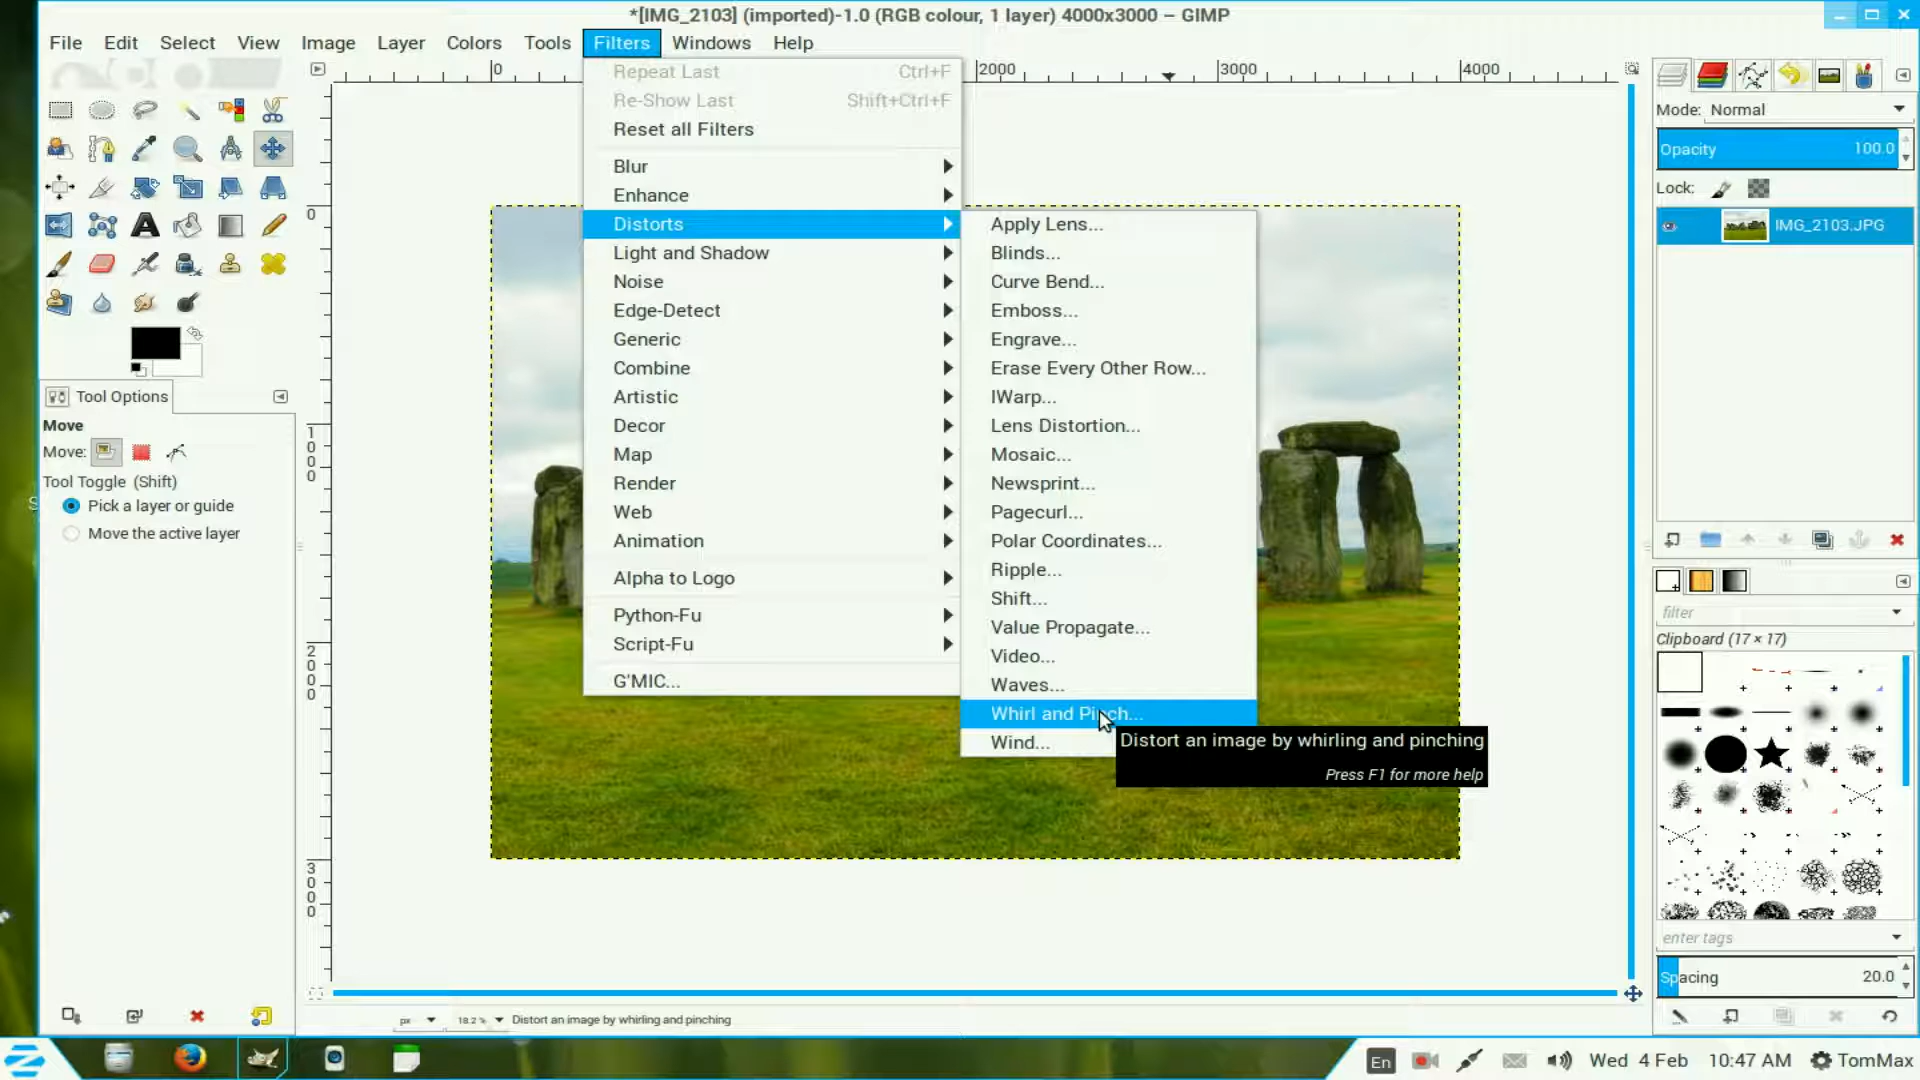 *[IMG_2103] (imported)-1.0 (RGB colour, 1 layer) 4000x3000 – GIMP
File Edit Select View Image Layer Colors Tools Filters Windows Help
0 2000 3000 4000
Repeat Last Ctrl+F
Re-Show Last Shift+Ctrl+F
Reset all Filters
Blur
Enhance
Distorts
Light and Shadow
Noise
Edge-Detect
Generic
Combine
Artistic
Decor
Map
Render
Web
Animation
Alpha to Logo
Python-Fu
Script-Fu
G'MIC...
Apply Lens...
Blinds...
Curve Bend...
Emboss...
Engrave...
Erase Every Other Row...
IWarp...
Lens Distortion...
Mosaic...
Newsprint...
Pagecurl...
Polar Coordinates...
Ripple...
Shift...
Value Propagate...
Video...
Waves...
Whirl and Pinch...
Wind...
Distort an image by whirling and pinching
Press F1 for more help
0
1000
2000
3000
Tool Options
Move
Move:
Tool Toggle (Shift)
Pick a layer or guide
Move the active layer
Mode: Normal
Opacity 100.0
Lock:
IMG_2103.JPG
filter
Clipboard (17 × 17)
enter tags
Spacing 20.0
px 18.2 % Distort an image by whirling and pinching
En Wed 4 Feb 10:47 AM TomMax